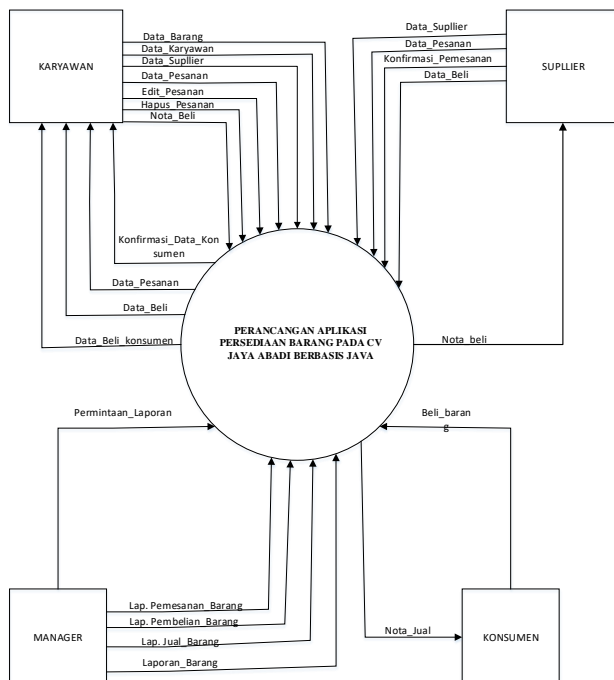 KARYAWAN
Data_Barang
Data_Karyawan
Data_Supllier
Data_Pesanan
Edit_Pesanan
Hapus_Pesanan
Nota_Beli
Konfirmasi_Data_Kon
sumen
Data_Pesanan
Data_Beli
Data_Beli_konsumen
Data_Supllier
Data_Pesanan
Konfirmasi_Pemesanan
Data_Beli
SUPLLIER
PERANCANGAN APLIKASI
PERSEDIAAN BARANG PADA CV
JAYA ABADI BERBASIS JAVA
Nota_beli
Permintaan_Laporan
Beli_baran
g
MANAGER
Lap. Pemesanan_Barang
Lap. Pembelian_Barang
Lap. Jual_Barang
Laporan_Barang
Nota_Jual
KONSUMEN